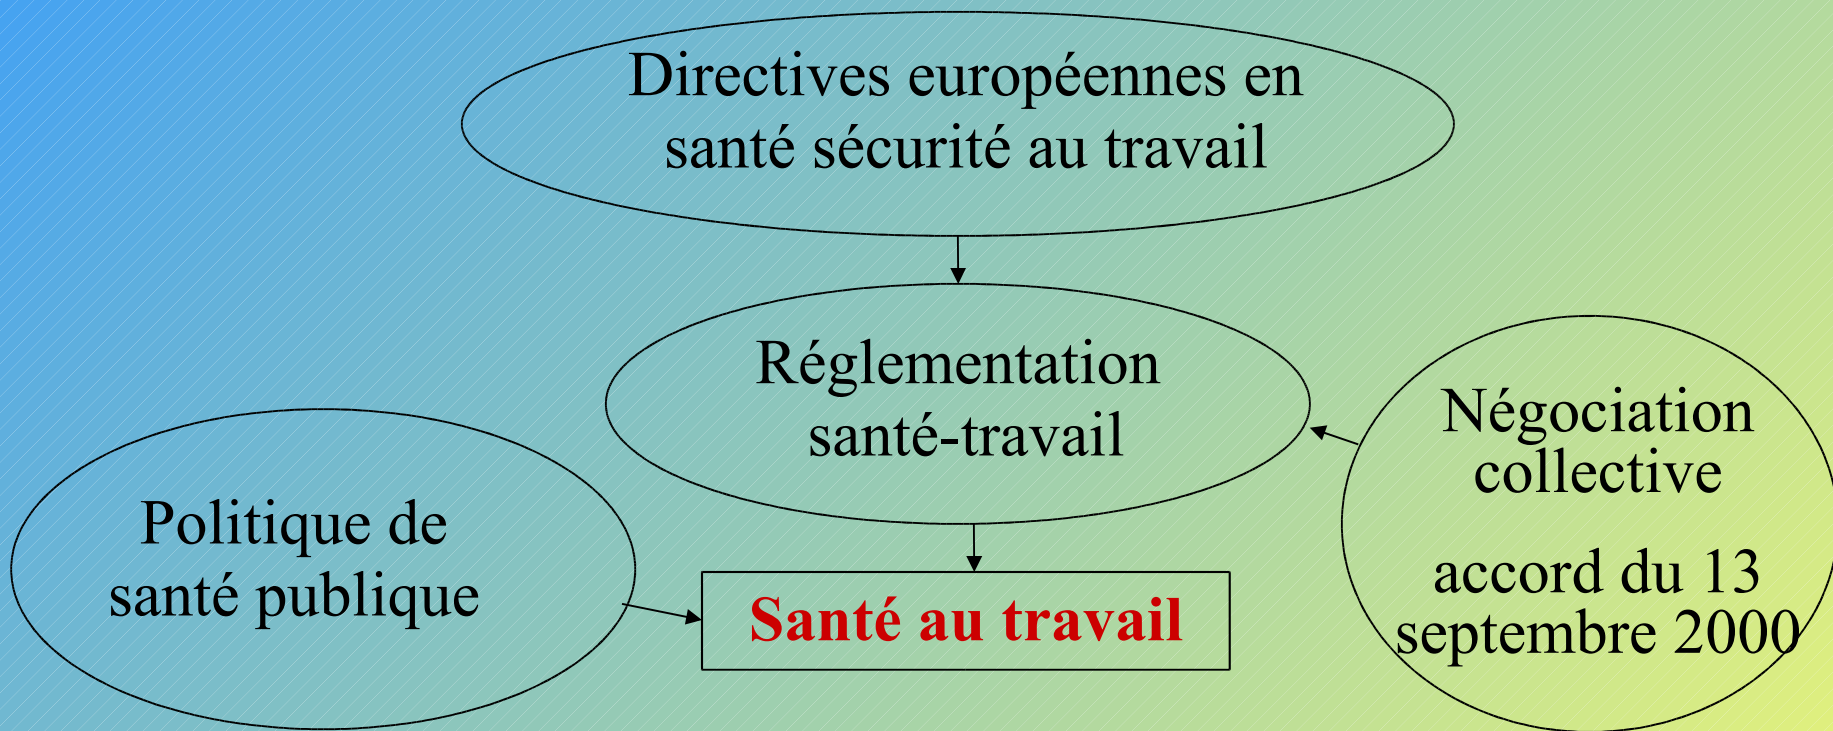 Directives européennes en
santé sécurité au travail
Réglementation
santé-travail
Négociation
collective
accord du 13
septembre 2000
Politique de
santé publique
Santé au travail